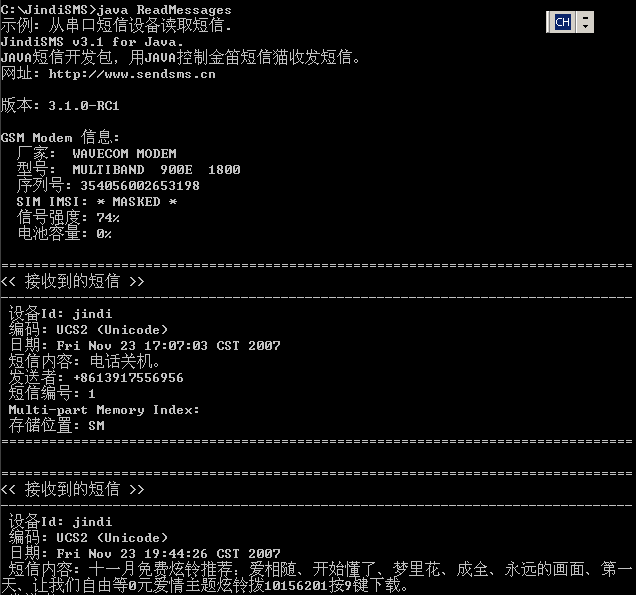 C:\JindiSMS>java ReadMessages
示例: 从串口短信设备读取短信.
JindiSMS v3.1 for Java.
JAVA短信开发包，用JAVA控制金笛短信猫收发短信。
网址: http://www.sendsms.cn
版本: 3.1.0-RC1
GSM Modem 信息:
厂家: WAVECOM MODEM
型号: MULTIBAND 900E 1800
序列号: 354056002653198
SIM IMSI: * MASKED *
信号强度: 74%
电池容量: 0%
===============================================================================
<< 接收到的短信 >>
-------------------------------------------------------------------------------
设备Id: jindi
编码: UCS2 (Unicode)
日期: Fri Nov 23 17:07:03 CST 2007
短信内容: 电话关机。
发送者: +8613917556956
短信编号: 1
Multi-part Memory Index:
存储位置: SM
===============================================================================
===============================================================================
<< 接收到的短信 >>
-------------------------------------------------------------------------------
设备Id: jindi
编码: UCS2 (Unicode)
日期: Fri Nov 23 19:44:26 CST 2007
短信内容: 十一月免费炫铃推荐：爱相随、开始懂了、梦里花、成全、永远的画面、第一
天、让我们自由等0元爱情主题炫铃拨10156201按9键下载。
CH